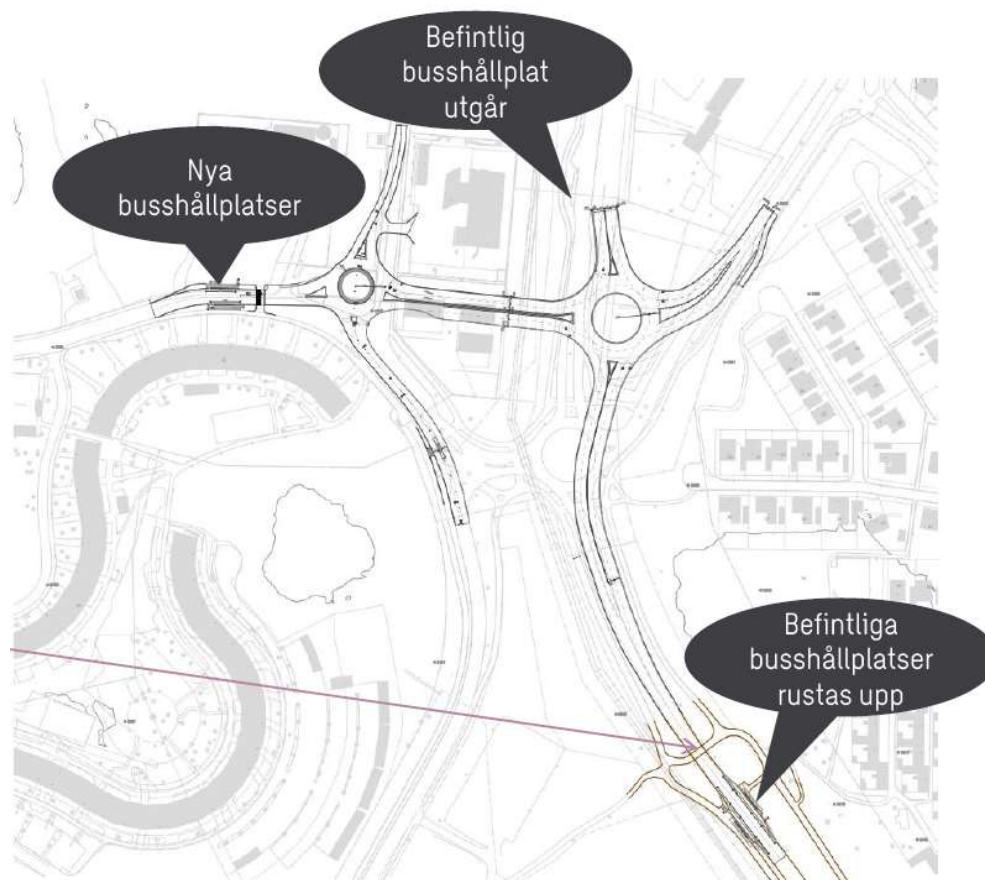 Befintlig
busshållplat
utgår
Nya
busshållplatser
Befintliga
busshållplatser
rustas upp